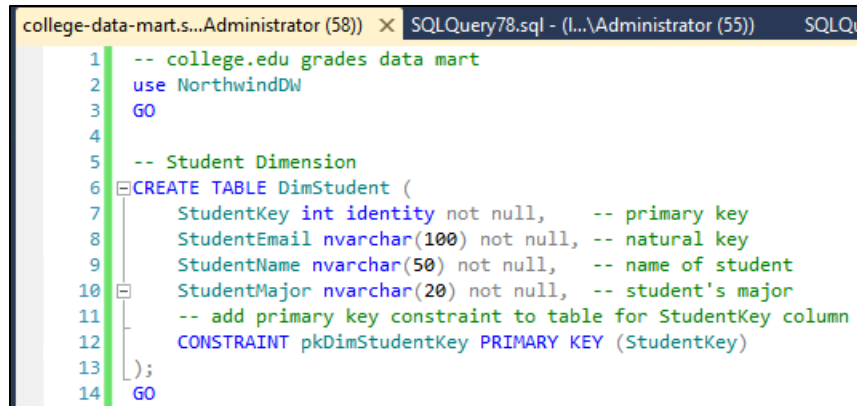 college-data-mart.s...Administrator (58)) ✕ SQLQuery78.sql - (l...\Administrator (55)) SQLQu
1 -- college.edu grades data mart
2 use NorthwindDW
3 GO
4
5 -- Student Dimension
6 CREATE TABLE DimStudent (
7 StudentKey int identity not null, -- primary key
8 StudentEmail nvarchar(100) not null, -- natural key
9 StudentName nvarchar(50) not null, -- name of student
10 StudentMajor nvarchar(20) not null, -- student's major
11 -- add primary key constraint to table for StudentKey column
12 CONSTRAINT pkDimStudentKey PRIMARY KEY (StudentKey)
13 );
14 GO